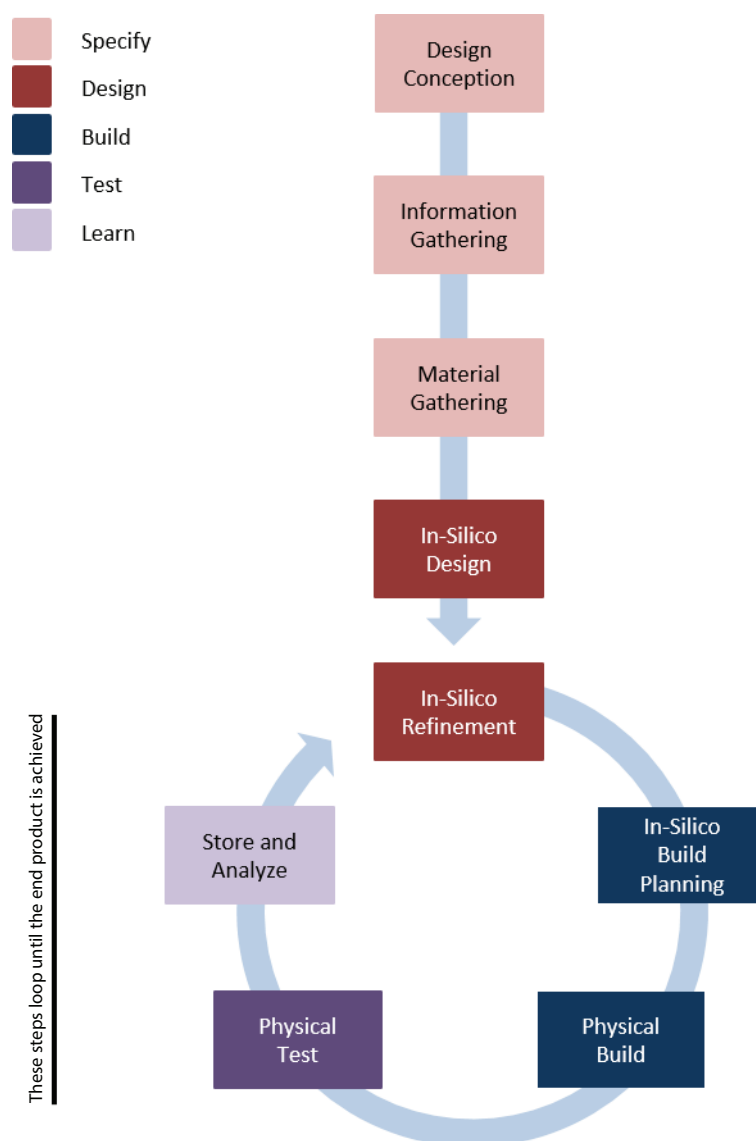 Specify
Design
Build
Test
Learn
Design
Conception
Information
Gathering
Material
Gathering
In-Silico
Design
In-Silico
Refinement
In-Silico
Build
Planning
Physical
Build
Physical
Test
Store and
Analyze
These steps loop until the end product is achieved